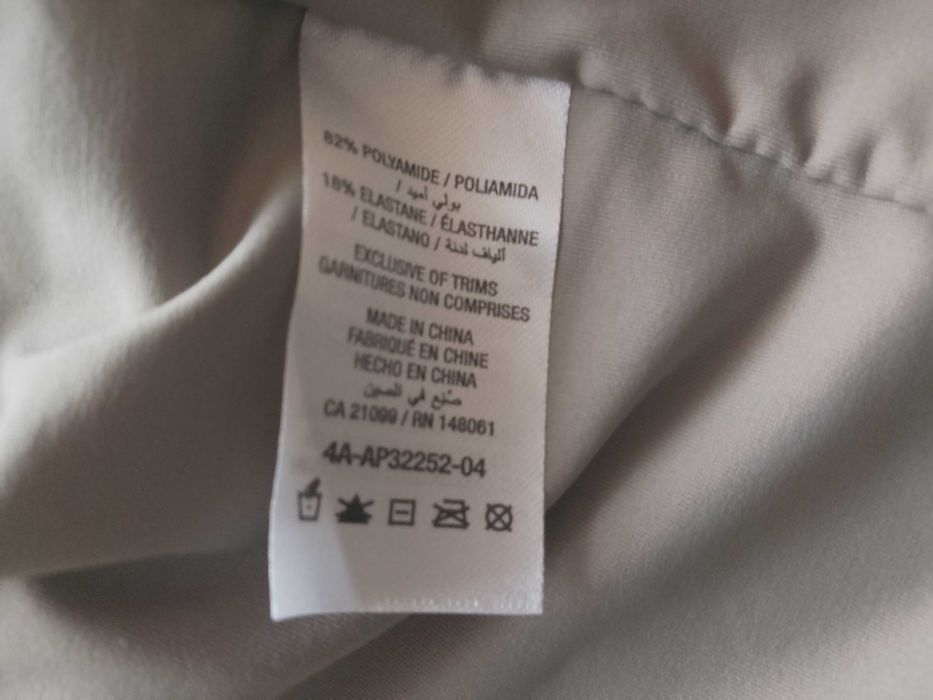 82% POLYAMIDE / POLIAMIDA
/ بولي أميد
18% ELASTANE / ÉLASTHANNE
/ ELASTANO / ألياف لدنة
EXCLUSIVE OF TRIMS
GARNITURES NON COMPRISES
MADE IN CHINA
FABRIQUÉ EN CHINE
HECHO EN CHINA
صُنع في الصين
CA 21099 / RN 148061
4A-AP32252-04